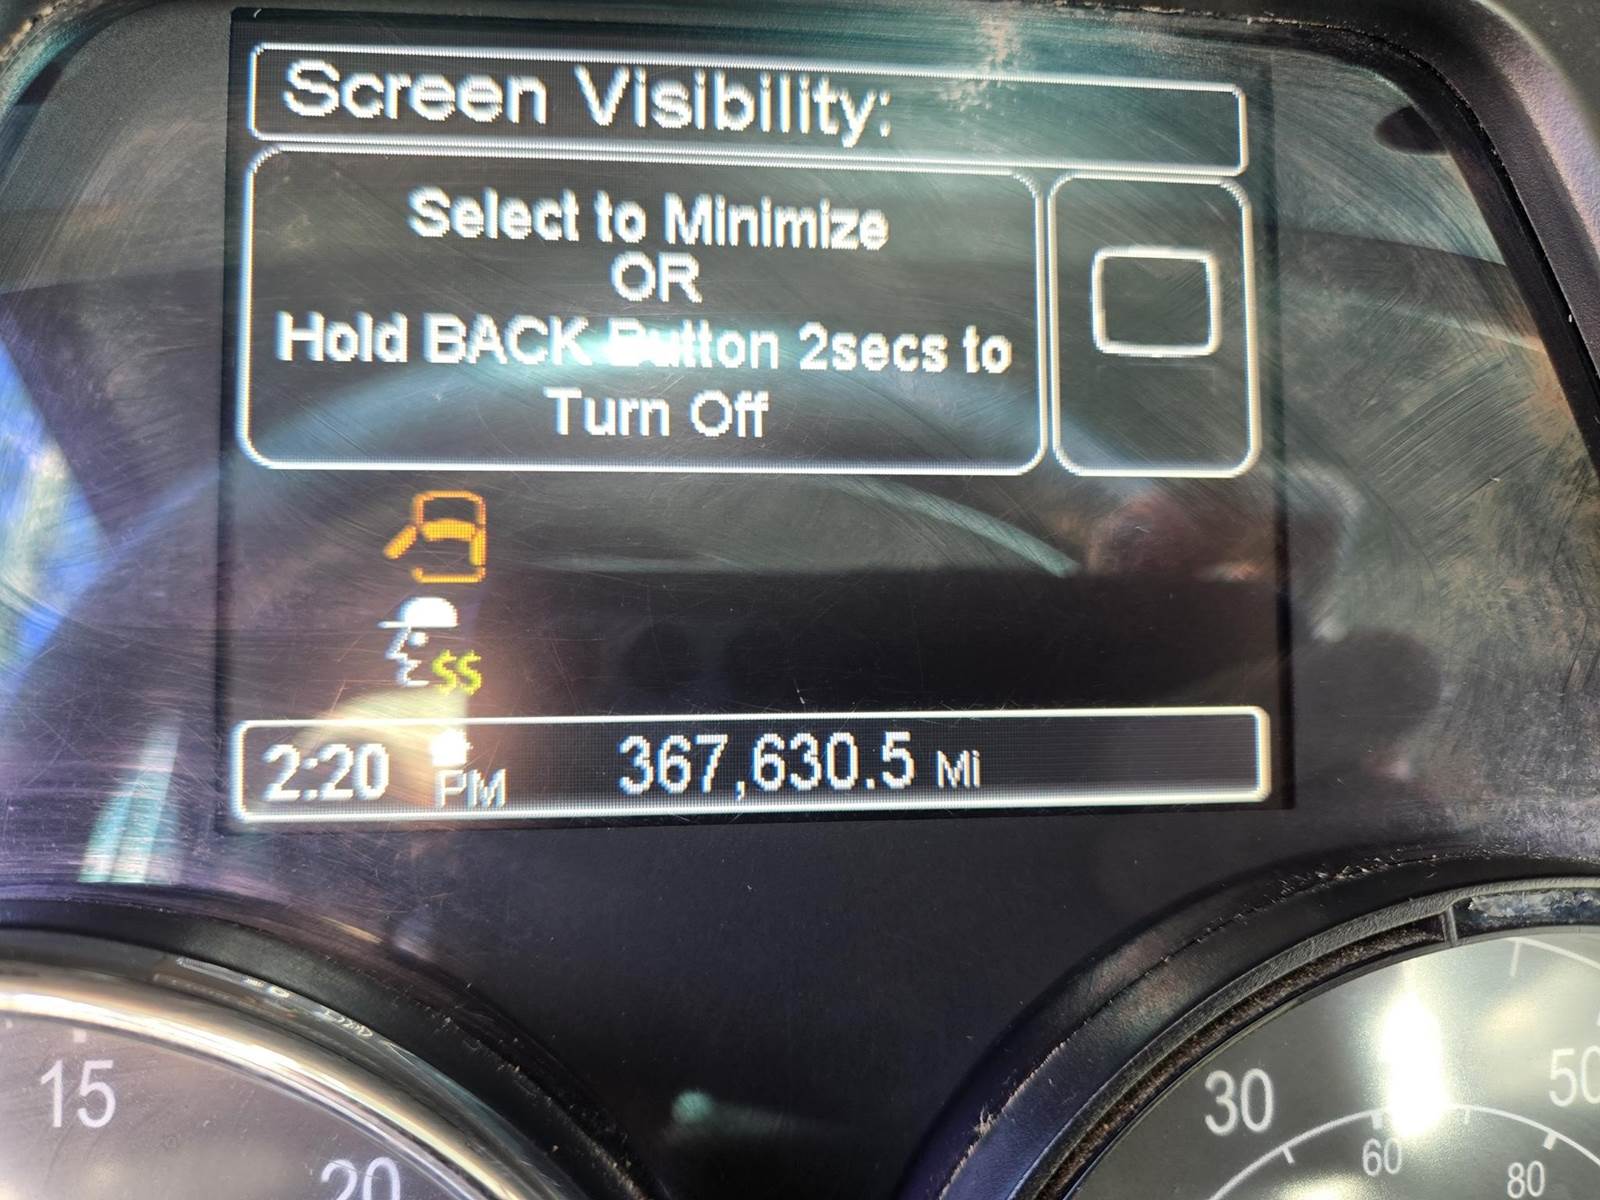 Screen Visibility:
Select to Minimize
OR
Hold BACK Button 2secs to
Turn Off
$$
2:20 PM 367,630.5 Mi
15
20
30
50
60
80